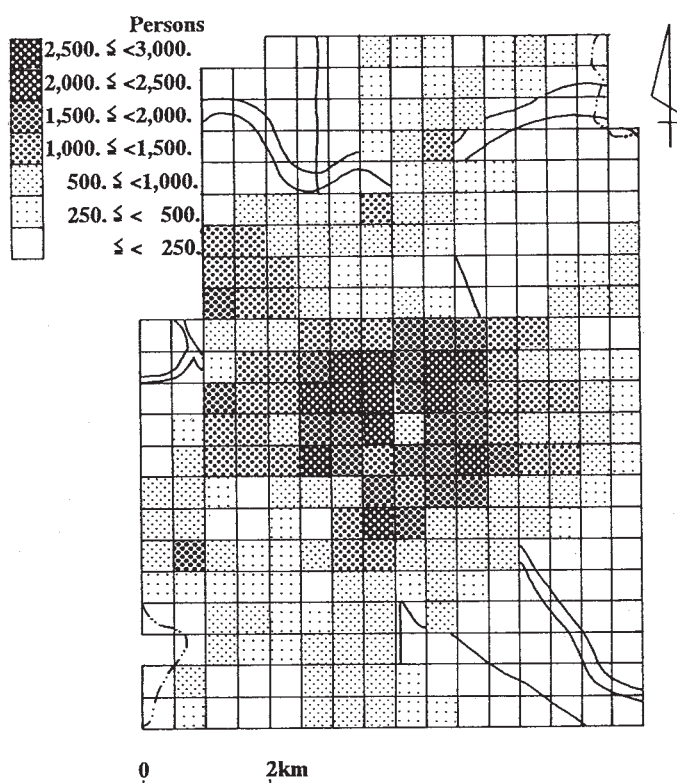 Persons
2,500. ≦ <3,000.
2,000. ≦ <2,500.
1,500. ≦ <2,000.
1,000. ≦ <1,500.
500. ≦ <1,000.
250. ≦ < 500.
≦ < 250.
0 2km